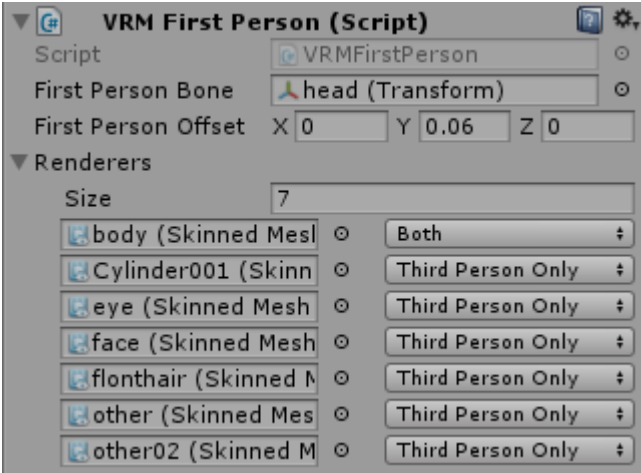 VRM First Person (Script)
Script VRMFirstPerson
First Person Bone head (Transform)
First Person Offset X 0 Y 0.06 Z 0
Renderers
Size 7
body (Skinned Mesl Both
Cylinder001 (Skinn Third Person Only
eye (Skinned Mesh Third Person Only
face (Skinned Mesh Third Person Only
flonthair (Skinned M Third Person Only
other (Skinned Mes Third Person Only
other02 (Skinned M Third Person Only